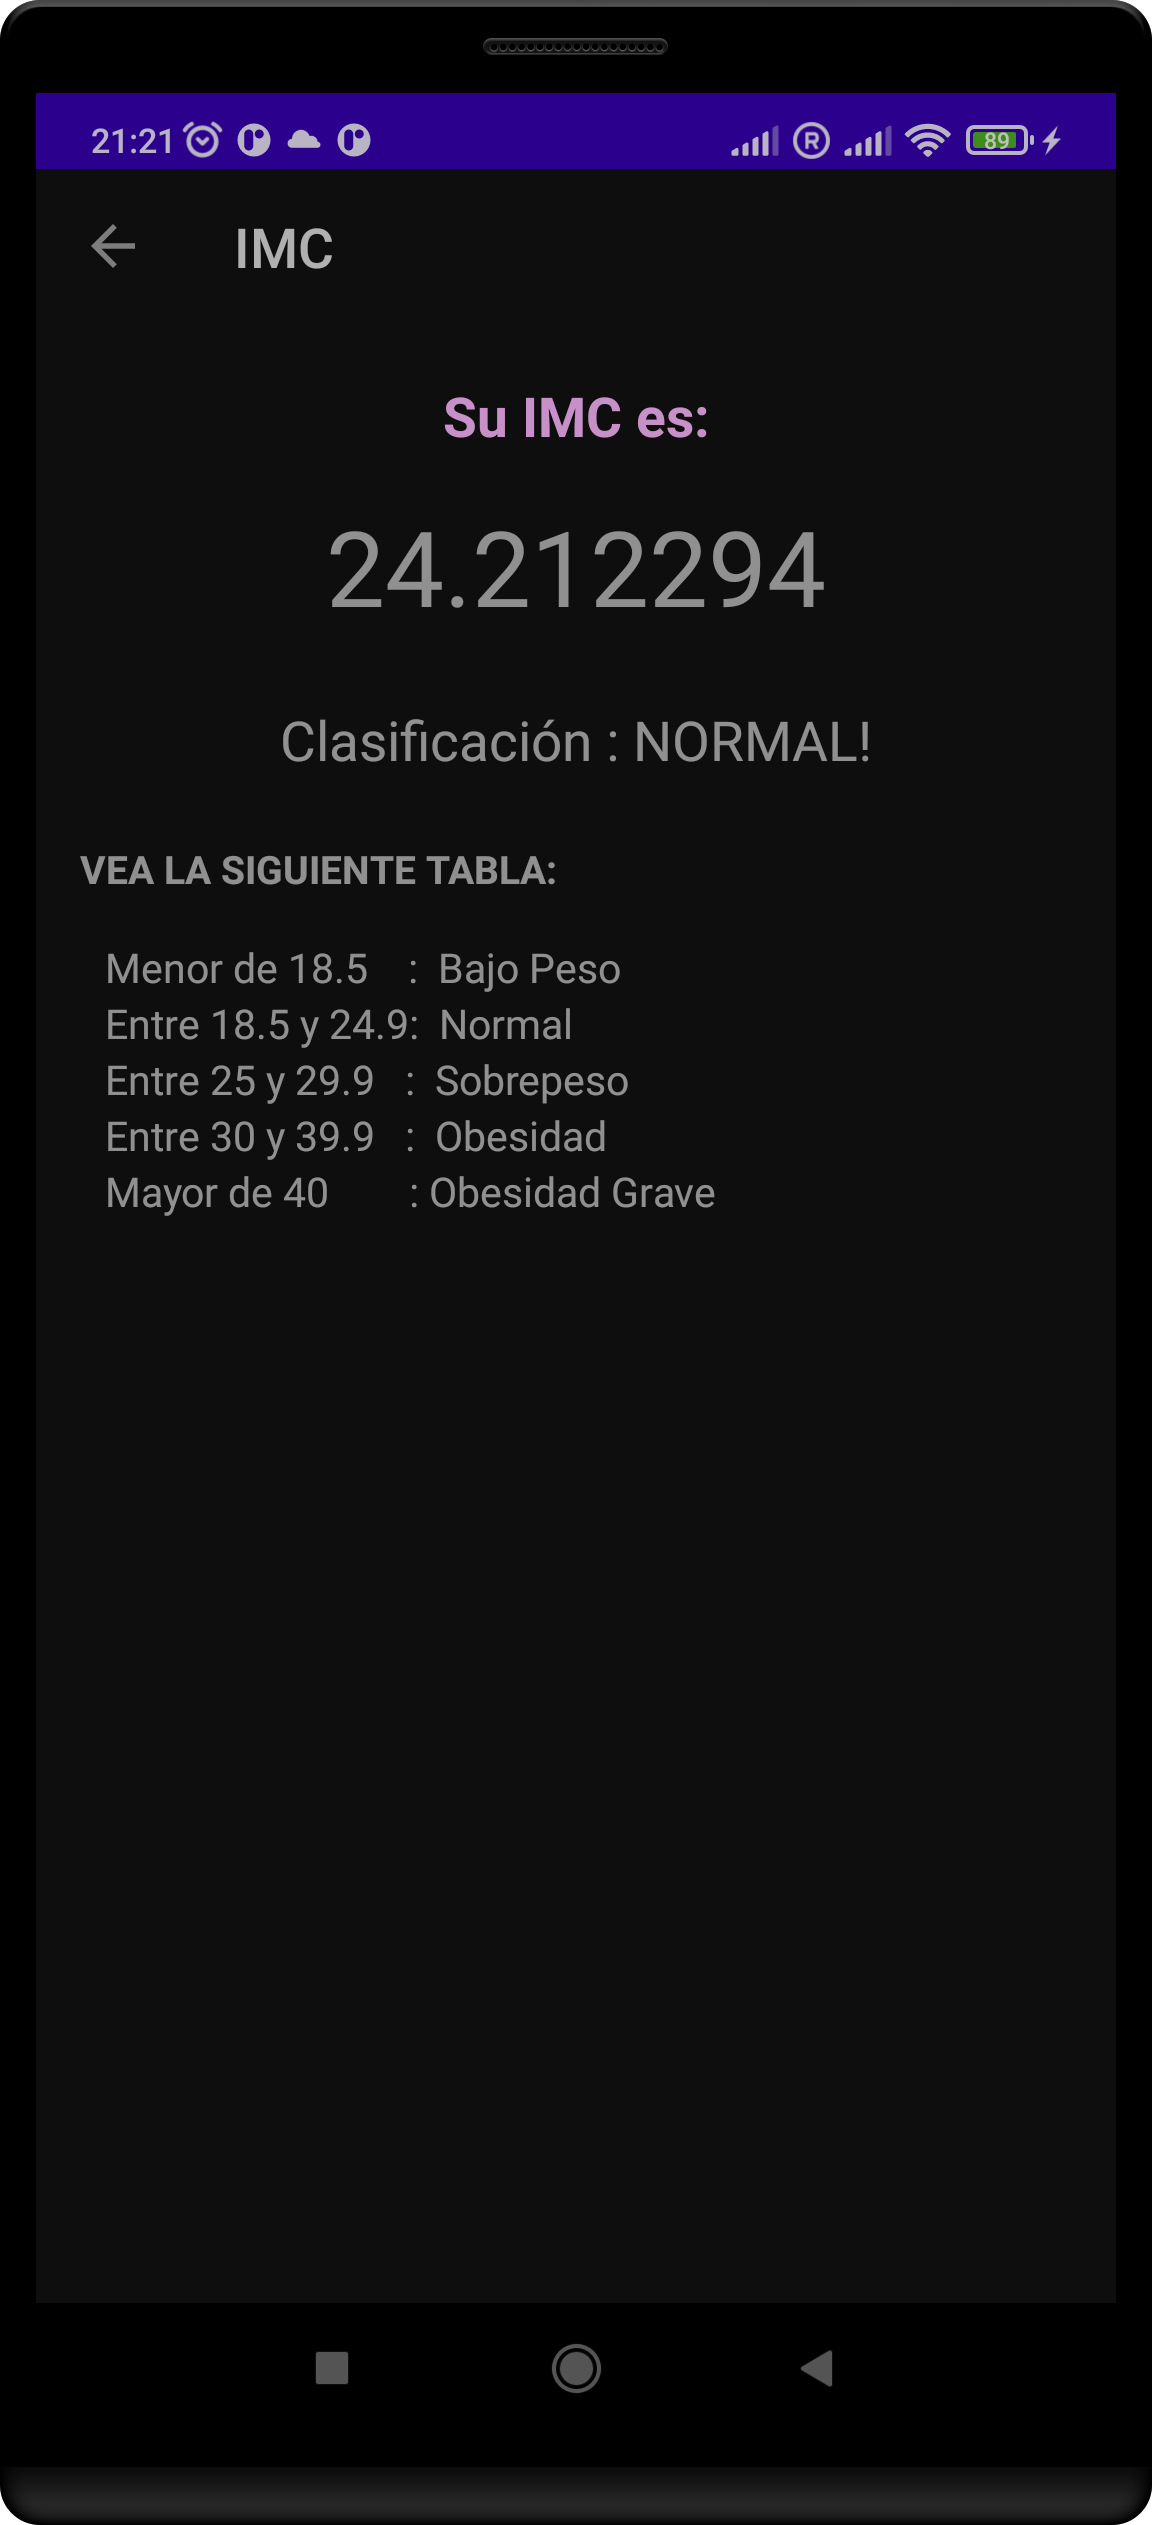 21:21 R 89
IMC
Su IMC es:
24.212294
Clasificación : NORMAL!
VEA LA SIGUIENTE TABLA:
Menor de 18.5 : Bajo Peso
Entre 18.5 y 24.9: Normal
Entre 25 y 29.9 : Sobrepeso
Entre 30 y 39.9 : Obesidad
Mayor de 40 : Obesidad Grave